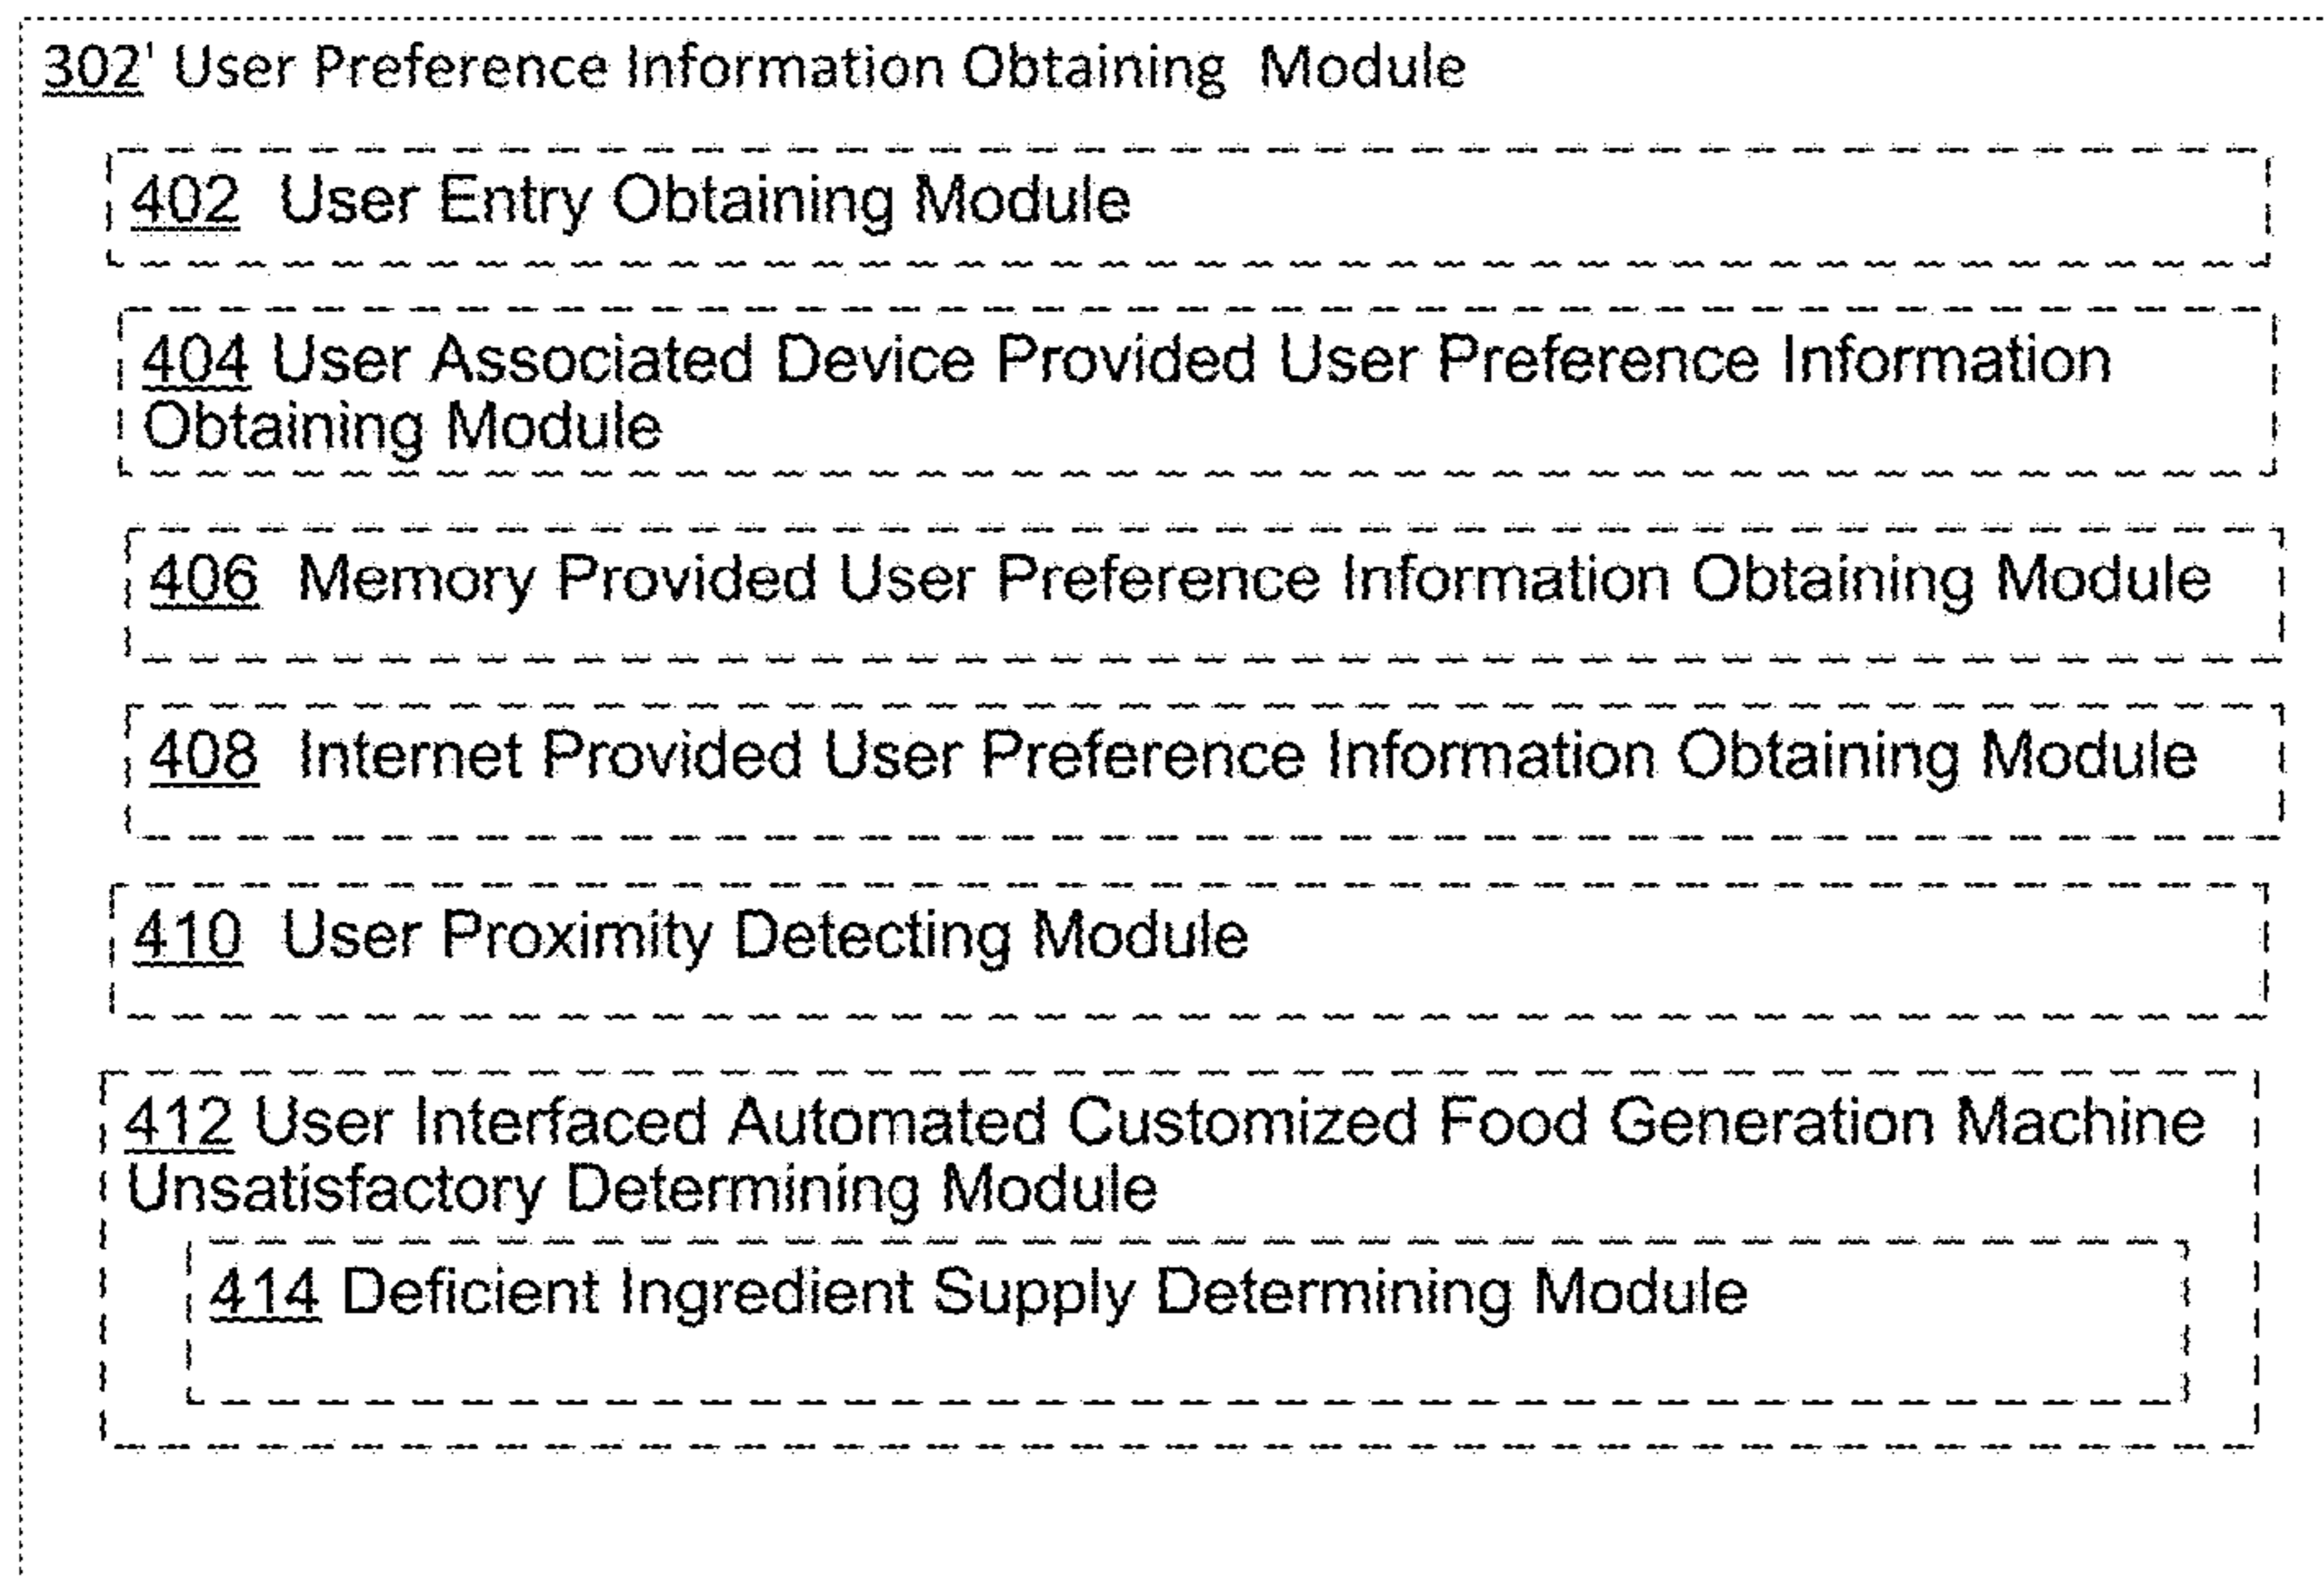 302' User Preference Information Obtaining Module
402 User Entry Obtaining Module
404 User Associated Device Provided User Preference Information
Obtaining Module
406 Memory Provided User Preference Information Obtaining Module
408 Internet Provided User Preference Information Obtaining Module
410 User Proximity Detecting Module
412 User Interfaced Automated Customized Food Generation Machine
Unsatisfactory Determining Module
414 Deficient Ingredient Supply Determining Module